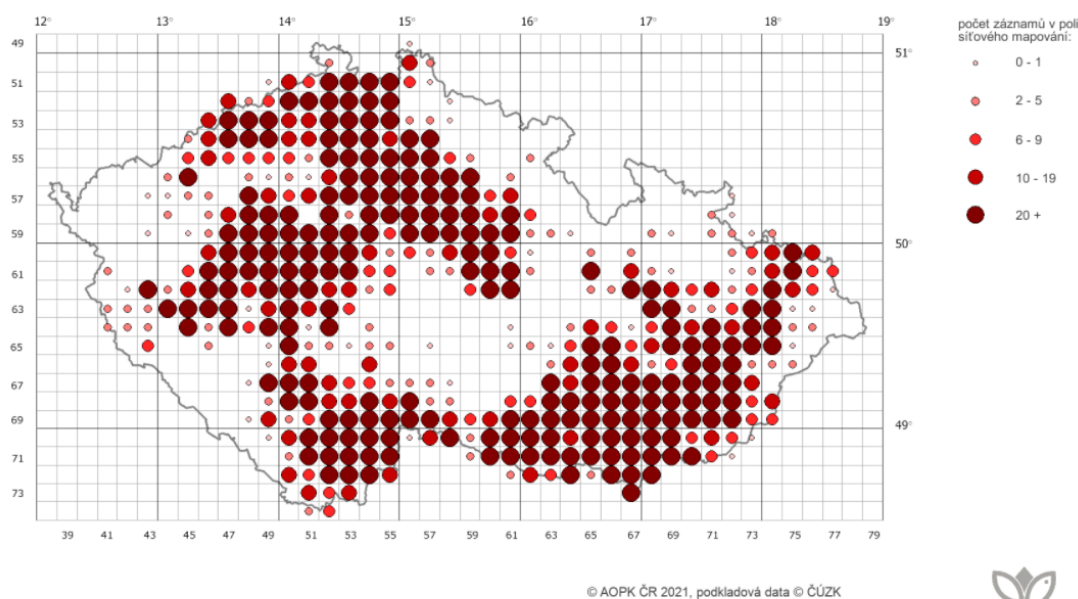 12° 13° 14° 15° 16° 17° 18° 19°
počet záznamů v poli
síťového mapování:
49
51°
0 - 1
51
2 - 5
53
6 - 9
55
10 - 19
57
20 +
59
50°
61
63
65
67
69
49°
71
73
39 41 43 45 47 49 51 53 55 57 59 61 63 65 67 69 71 73 75 77 79
© AOPK ČR 2021, podkladová data © ČÚZK